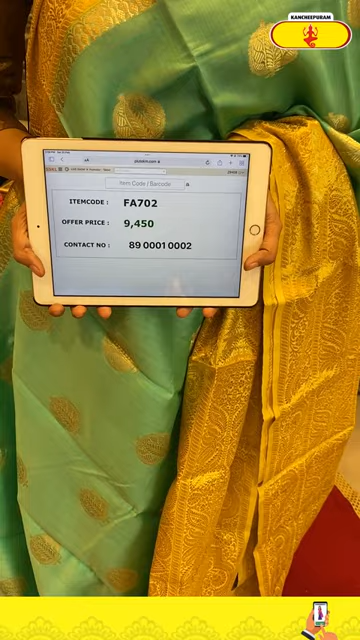 KANCHEEPURAM
Item Code / Barcode
ITEMCODE : FA702
OFFER PRICE : 9,450
CONTACT NO : 89 0001 0002